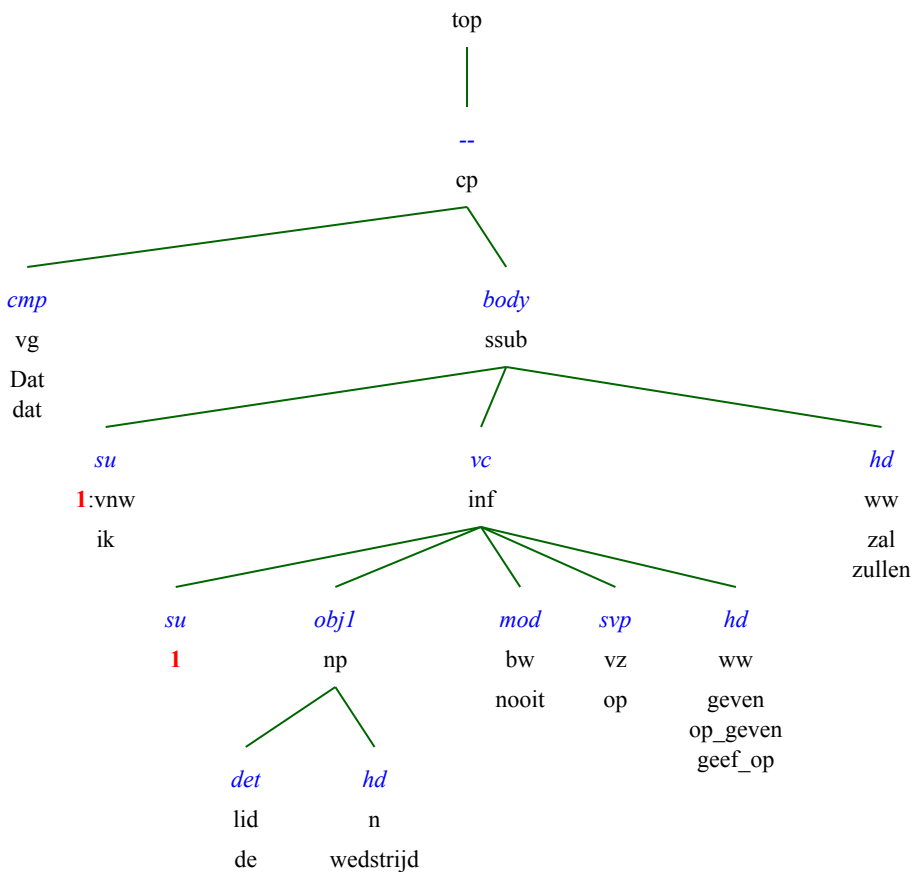 top
--
cp
cmp body
vg ssub
Dat
dat
su vc hd
1:vnw inf ww
ik zal
zullen
su obj1 mod svp hd
1 np bw vz ww
nooit op geven
op_geven
geef_op
det hd
lid n
de wedstrijd